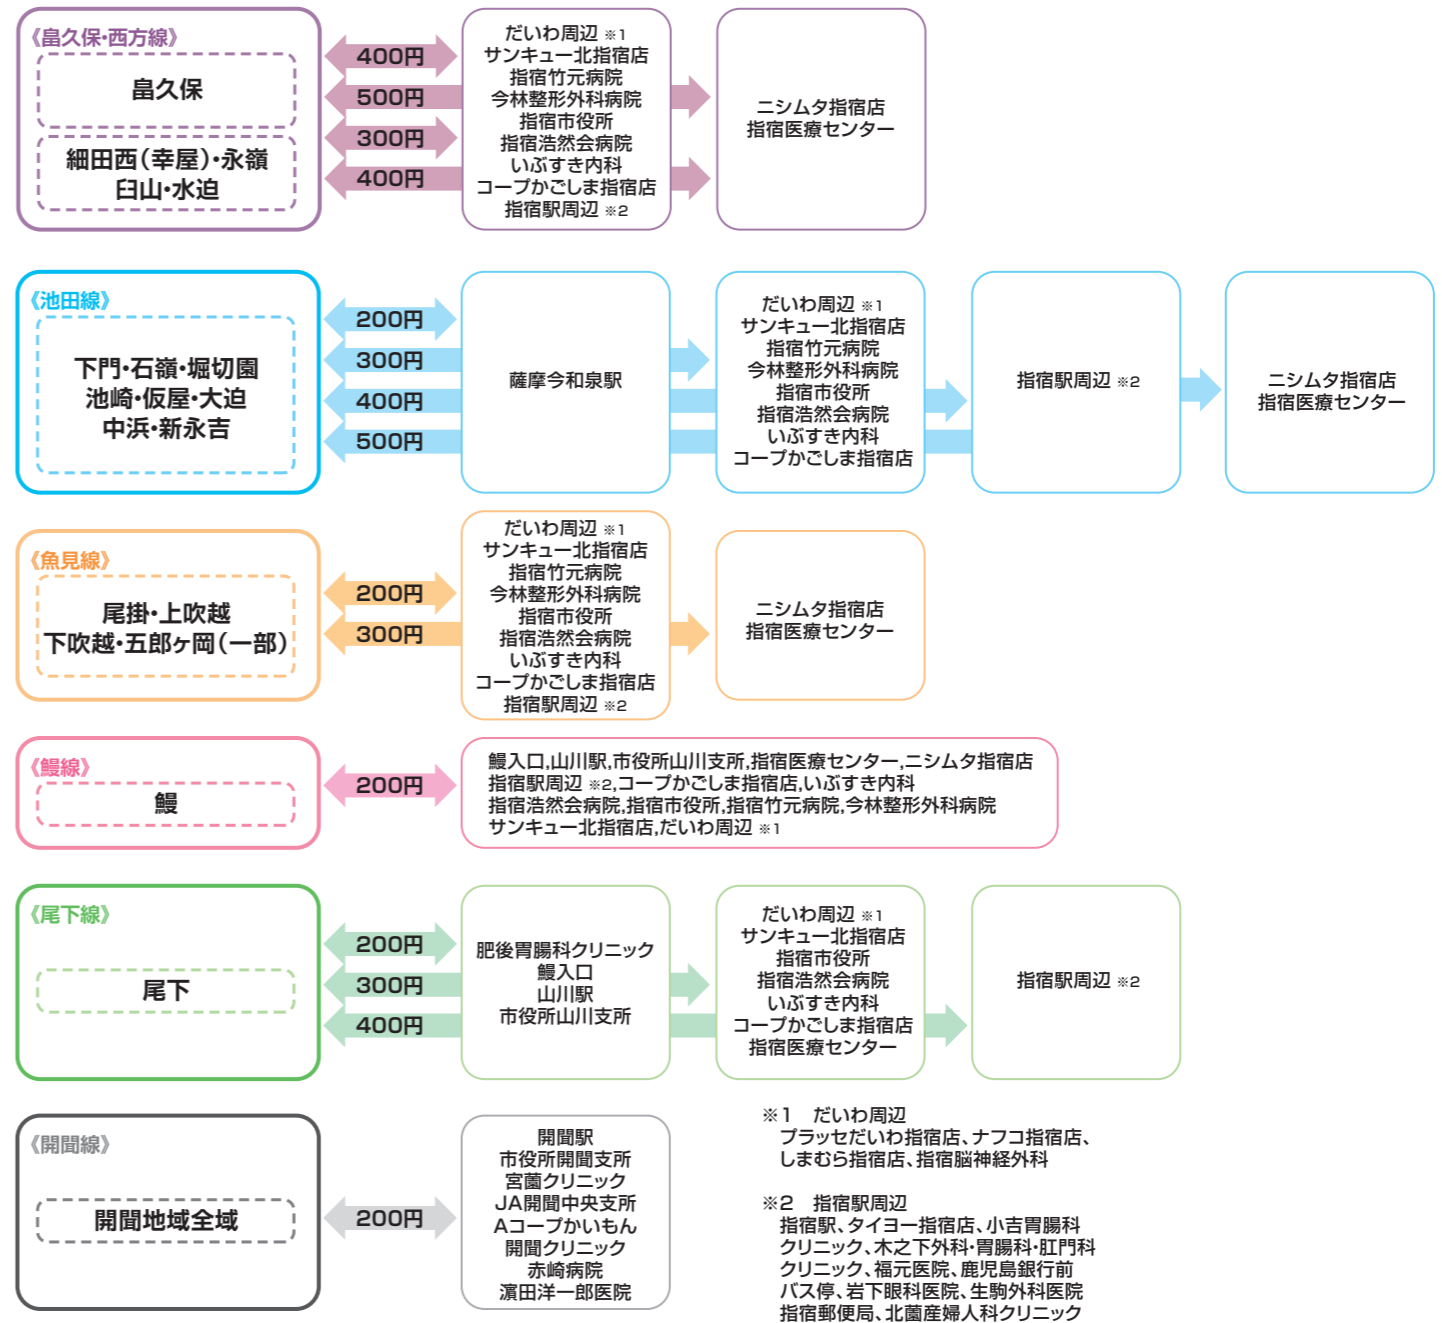 《畠久保・西方線》
畠久保
細田西（幸屋）・永嶺
臼山・水迫
400円
500円
300円
400円
だいわ周辺 ※1
サンキュー北指宿店
指宿竹元病院
今林整形外科病院
指宿市役所
指宿浩然会病院
いぶすき内科
コープかごしま指宿店
指宿駅周辺 ※2
ニシムタ指宿店
指宿医療センター
《池田線》
下門・石嶺・堀切園
池崎・仮屋・大迫
中浜・新永吉
200円
300円
400円
500円
薩摩今和泉駅
だいわ周辺 ※1
サンキュー北指宿店
指宿竹元病院
今林整形外科病院
指宿市役所
指宿浩然会病院
いぶすき内科
コープかごしま指宿店
指宿駅周辺 ※2
ニシムタ指宿店
指宿医療センター
《魚見線》
尾掛・上吹越
下吹越・五郎ヶ岡（一部）
200円
300円
だいわ周辺 ※1
サンキュー北指宿店
指宿竹元病院
今林整形外科病院
指宿市役所
指宿浩然会病院
いぶすき内科
コープかごしま指宿店
指宿駅周辺 ※2
ニシムタ指宿店
指宿医療センター
《鰻線》
鰻
200円
鰻入口,山川駅,市役所山川支所,指宿医療センター,ニシムタ指宿店
指宿駅周辺 ※2,コープかごしま指宿店,いぶすき内科
指宿浩然会病院,指宿市役所,指宿竹元病院,今林整形外科病院
サンキュー北指宿店,だいわ周辺 ※1
《尾下線》
尾下
200円
300円
400円
肥後胃腸科クリニック
鰻入口
山川駅
市役所山川支所
だいわ周辺 ※1
サンキュー北指宿店
指宿市役所
指宿浩然会病院
いぶすき内科
コープかごしま指宿店
指宿医療センター
指宿駅周辺 ※2
《開聞線》
開聞地域全域
200円
開聞駅
市役所開聞支所
宮薗クリニック
JA開聞中央支所
Aコープかいもん
開聞クリニック
赤崎病院
濵田洋一郎医院
※1　だいわ周辺
プラッセだいわ指宿店、ナフコ指宿店、
しまむら指宿店、指宿脳神経外科
※2　指宿駅周辺
指宿駅、タイヨー指宿店、小吉胃腸科
クリニック、木之下外科・胃腸科・肛門科
クリニック、福元医院、鹿児島銀行前
バス停、岩下眼科医院、生駒外科医院
指宿郵便局、北薗産婦人科クリニック